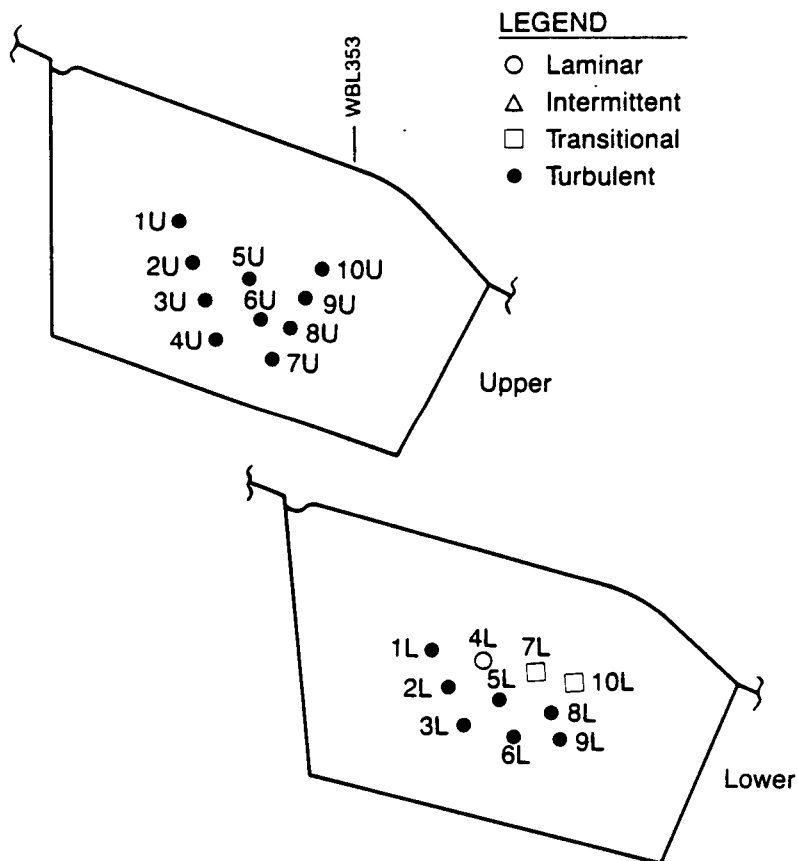 LEGEND
Laminar
Intermittent
Transitional
Turbulent
WBL353
1U
2U
3U
4U
5U
6U
7U
8U
9U
10U
Upper
1L
2L
3L
4L
5L
6L
7L
8L
9L
10L
Lower